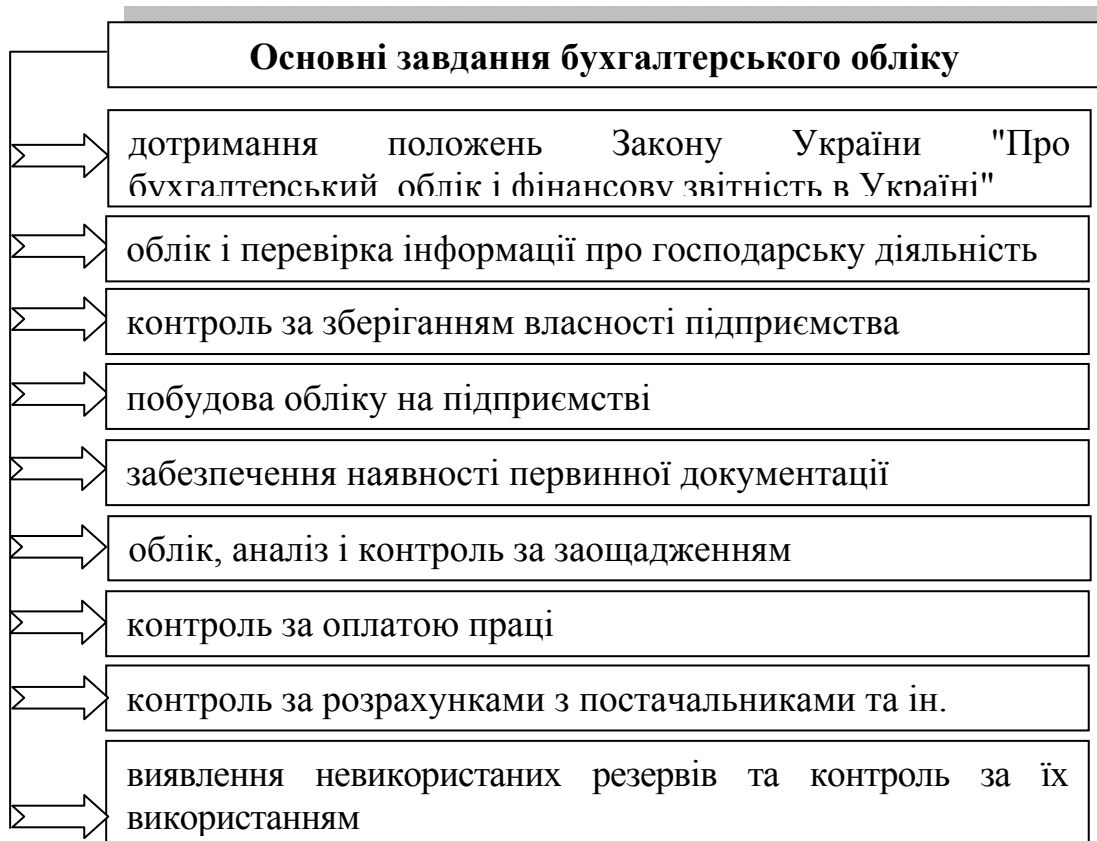 Основні завдання бухгалтерського обліку
дотримання положень Закону України "Про
бухгалтерський облік і фінансову звітність в Україні"
облік і перевірка інформації про господарську діяльність
контроль за зберіганням власності підприємства
побудова обліку на підприємстві
забезпечення наявності первинної документації
облік, аналіз і контроль за заощадженням
контроль за оплатою праці
контроль за розрахунками з постачальниками та ін.
виявлення невикористаних резервів та контроль за їх
використанням